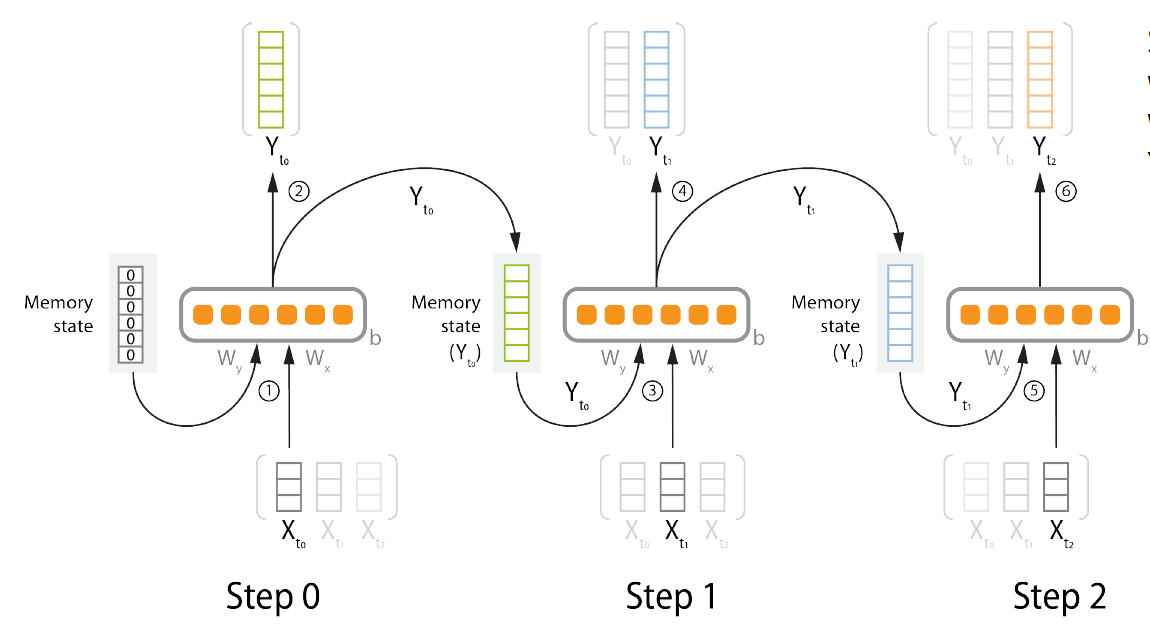 Y t₀
Y t₀ Y t₁
Y t₀ Y t₁ Y t₂
② ④ ⑥
Y t₀
Y t₁
Memory
state
0
0
0
0
0
0
b
W y W x
①
Memory
state
(Y t₀)
b
W y W x
Y t₀
③
Memory
state
(Y t₁)
b
W y W x
Y t₁
⑤
X t₀ X t₁ X t₂
X t₀ X t₁ X t₂
X t₀ X t₁ X t₂
Step 0
Step 1
Step 2